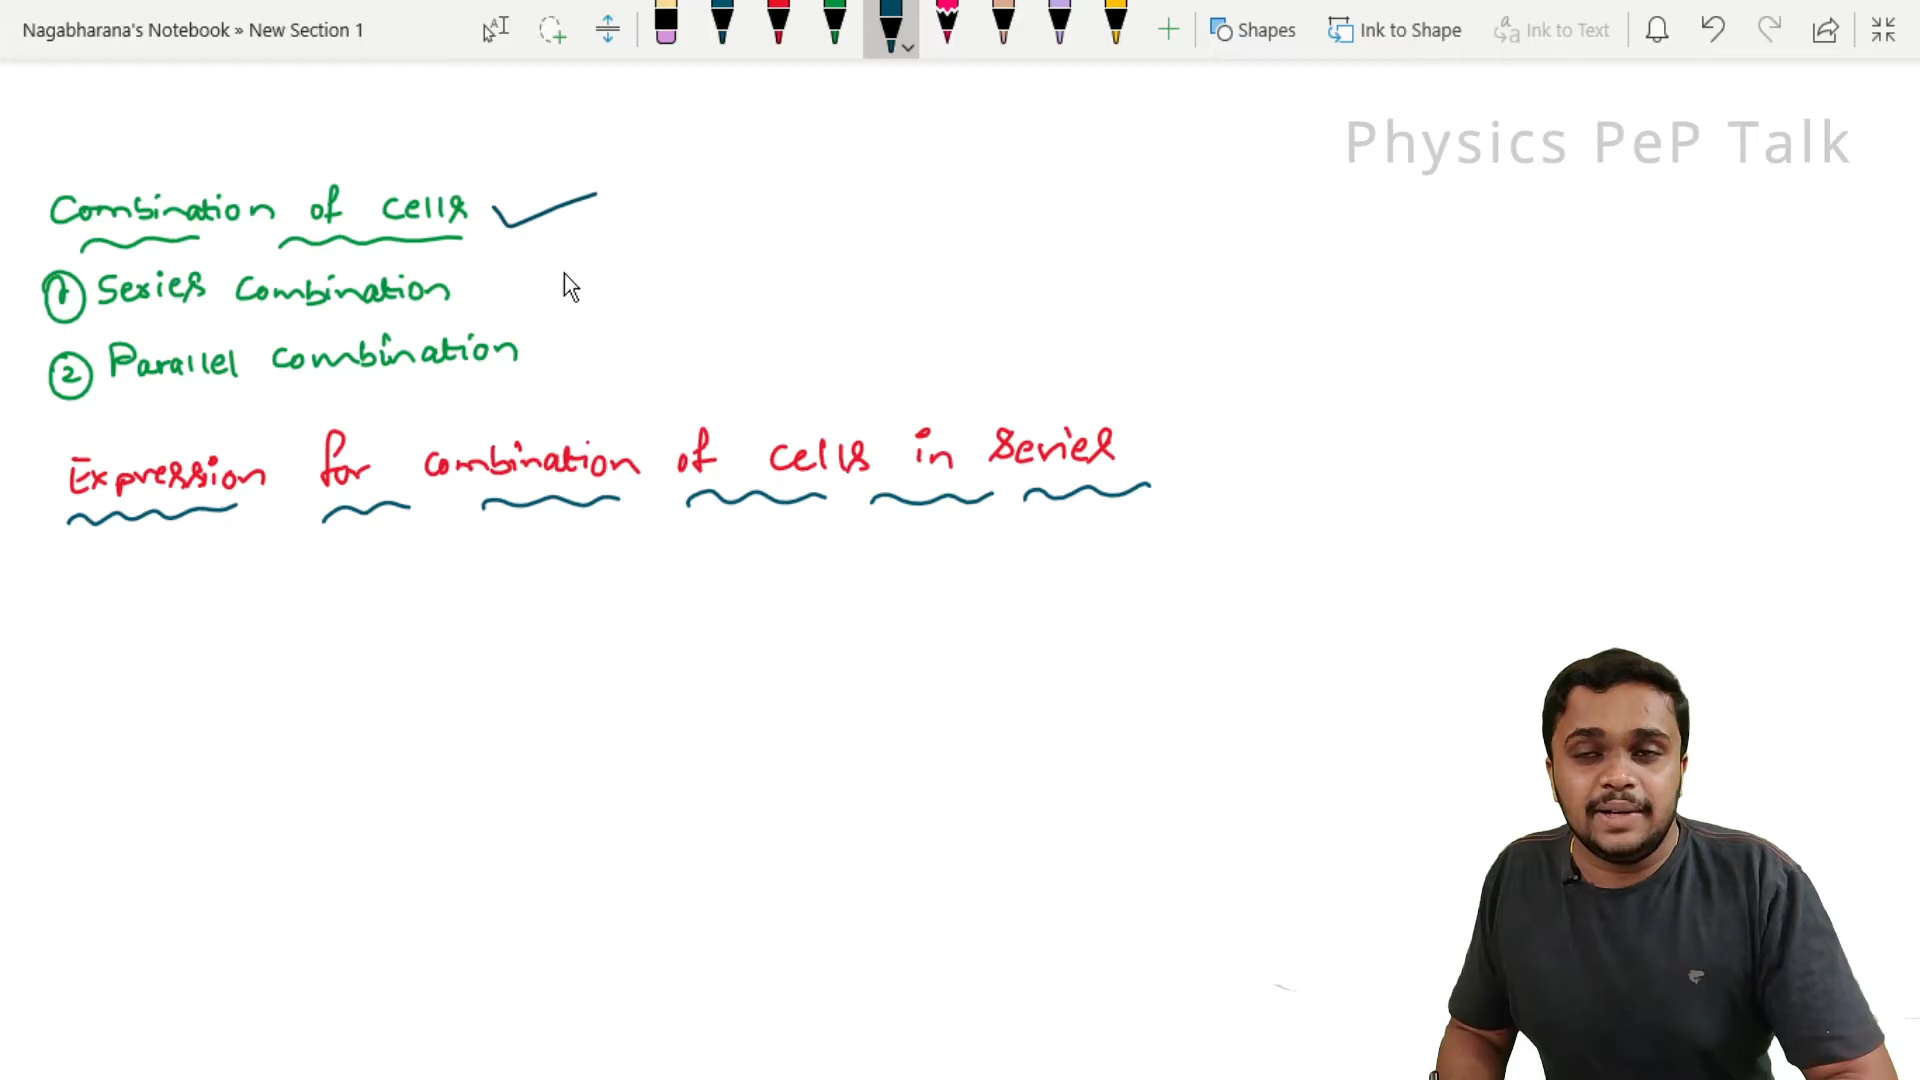 Nagabharana's Notebook » New Section 1
Shapes
Ink to Shape
Ink to Text
Physics PeP Talk
Combination of cells
① Series combination
② Parallel combination
Expression for combination of cells in series